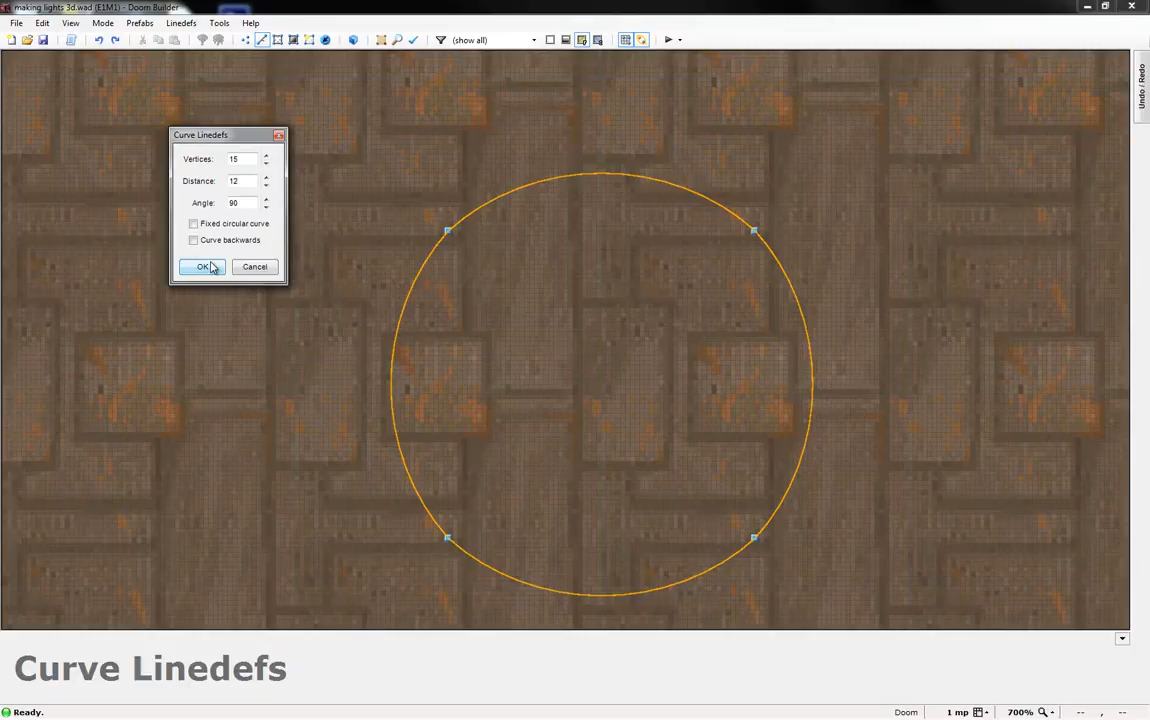 making lights 3d.wad (E1M1) - Doom Builder
File Edit View Mode Prefabs Linedefs Tools Help
(show all)
Undo / Redo
Curve Linedefs
Vertices: 15
Distance: 12
Angle: 90
Fixed circular curve
Curve backwards
OK Cancel
Curve Linedefs
Ready. Doom 1 mp 700% -- , --